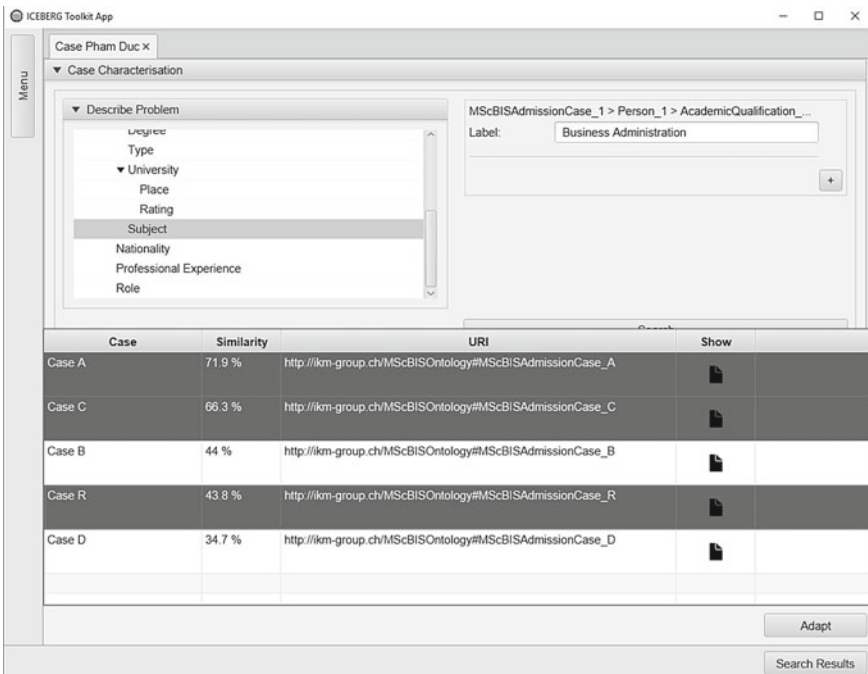 ICEBERG Toolkit App
Menu
Case Pham Duc ×
Case Characterisation
Describe Problem
Degree
Type
University
Place
Rating
Subject
Nationality
Professional Experience
Role
MScBISAdmissionCase_1 > Person_1 > AcademicQualification_...
Label: Business Administration
+
Search
Case Similarity URI Show
Case A 71.9 % http://ikm-group.ch/MScBISOntology#MScBISAdmissionCase_A
Case C 66.3 % http://ikm-group.ch/MScBISOntology#MScBISAdmissionCase_C
Case B 44 % http://ikm-group.ch/MScBISOntology#MScBISAdmissionCase_B
Case R 43.8 % http://ikm-group.ch/MScBISOntology#MScBISAdmissionCase_R
Case D 34.7 % http://ikm-group.ch/MScBISOntology#MScBISAdmissionCase_D
Adapt
Search Results